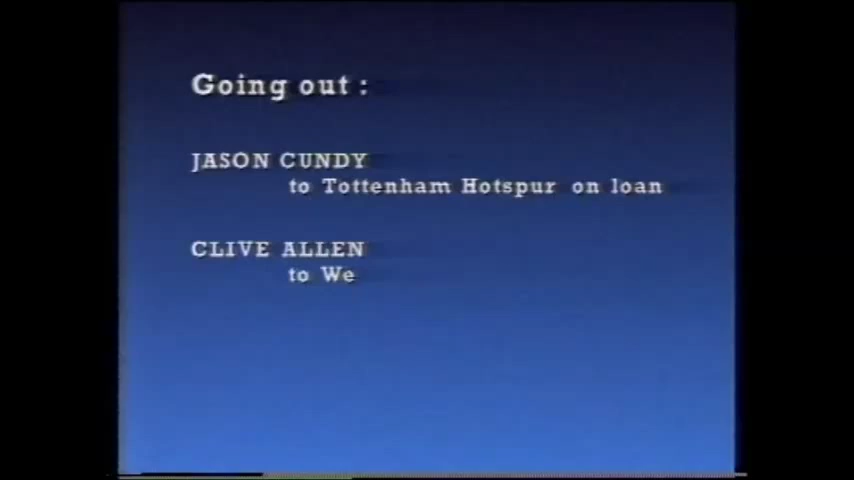 Going out :
JASON CUNDY
to Tottenham Hotspur on loan
CLIVE ALLEN
to We